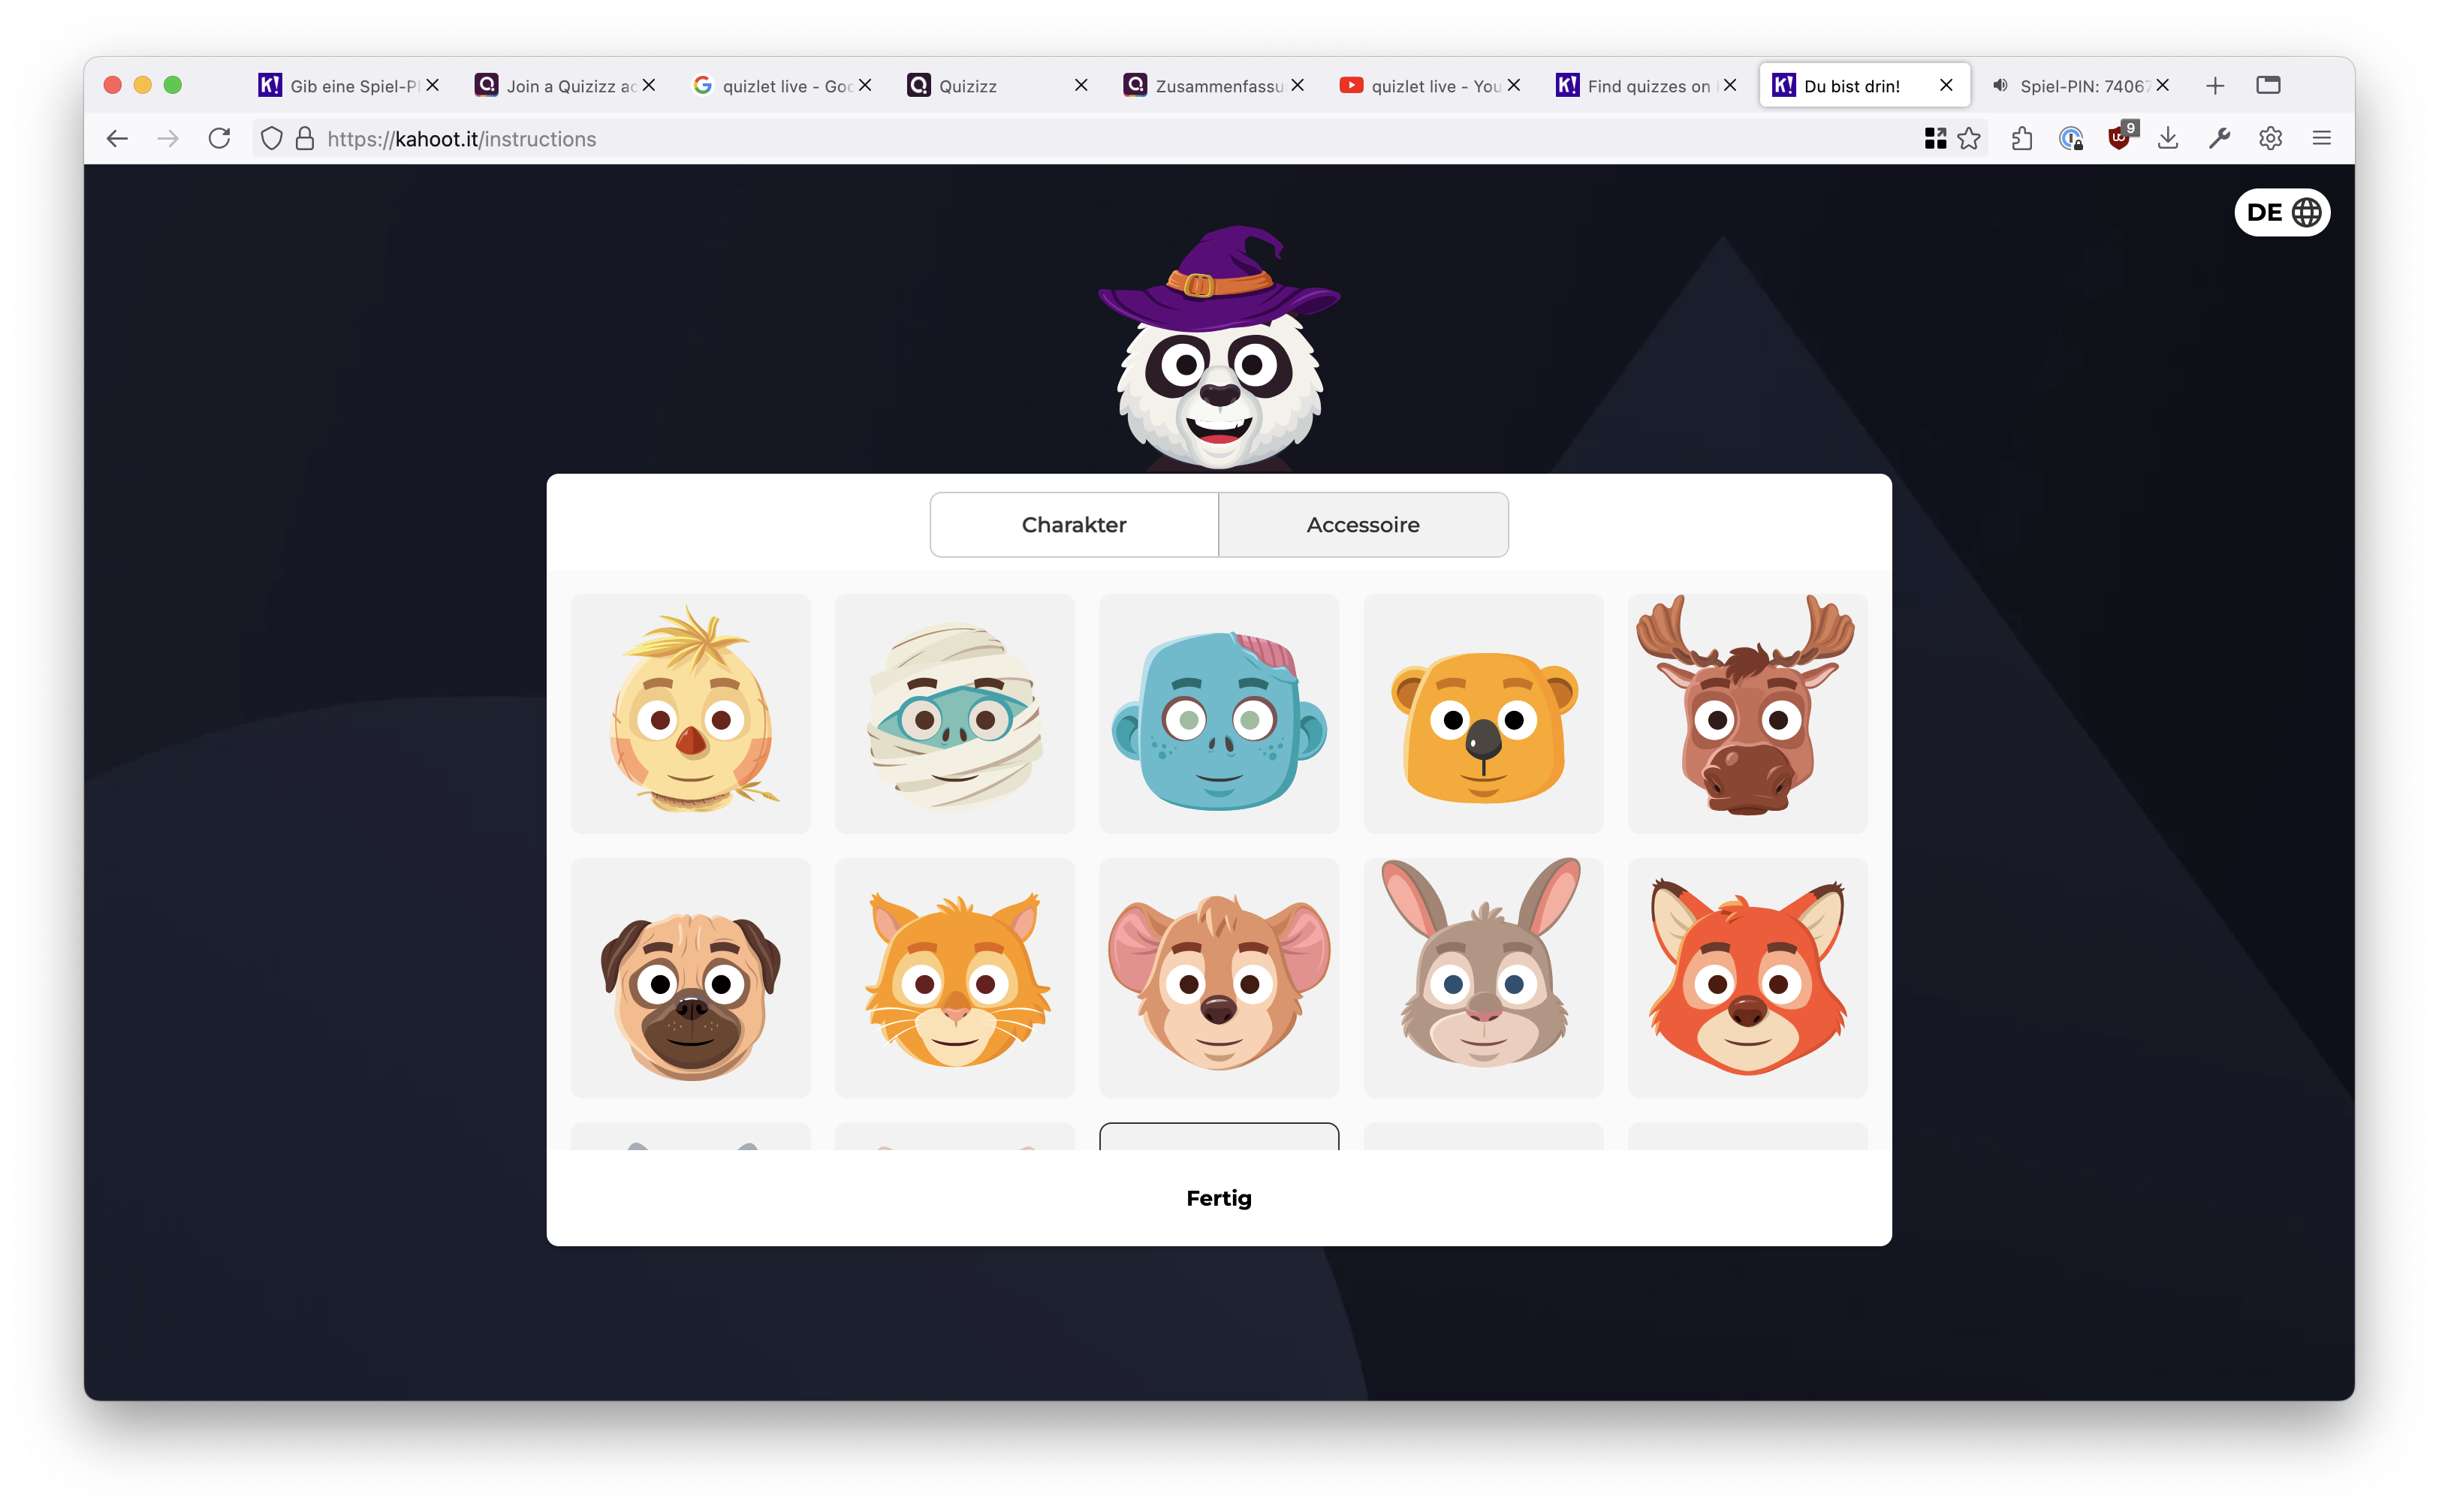 Gib eine Spiel-P
Join a Quizizz ac
quizlet live - Goo
Quizizz
Zusammenfassu
quizlet live - You
Find quizzes on
Du bist drin!
Spiel-PIN: 7406
https://kahoot.it/instructions
9
DE
Charakter
Accessoire
Fertig